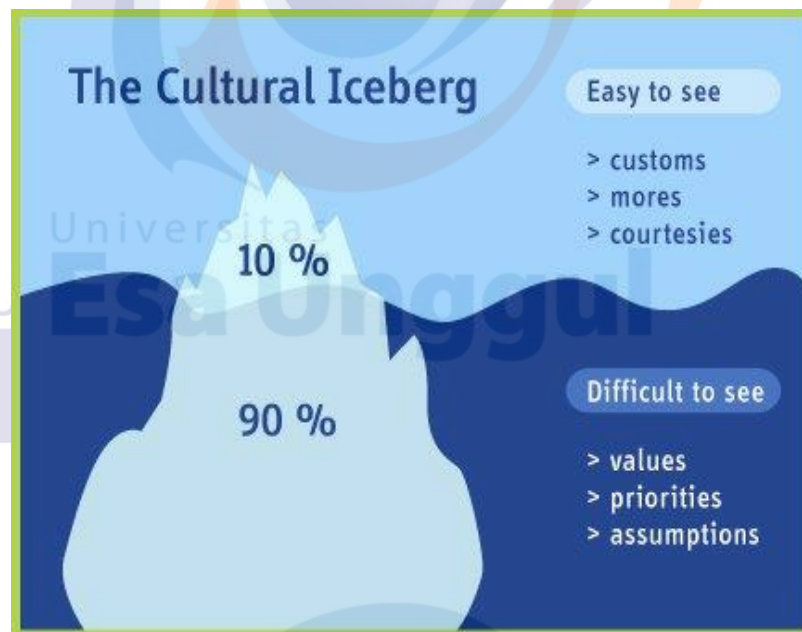 The Cultural Iceberg
Easy to see
> customs
> mores
> courtesies
Universitas
Esa Unggul
10 %
90 %
Difficult to see
> values
> priorities
> assumptions